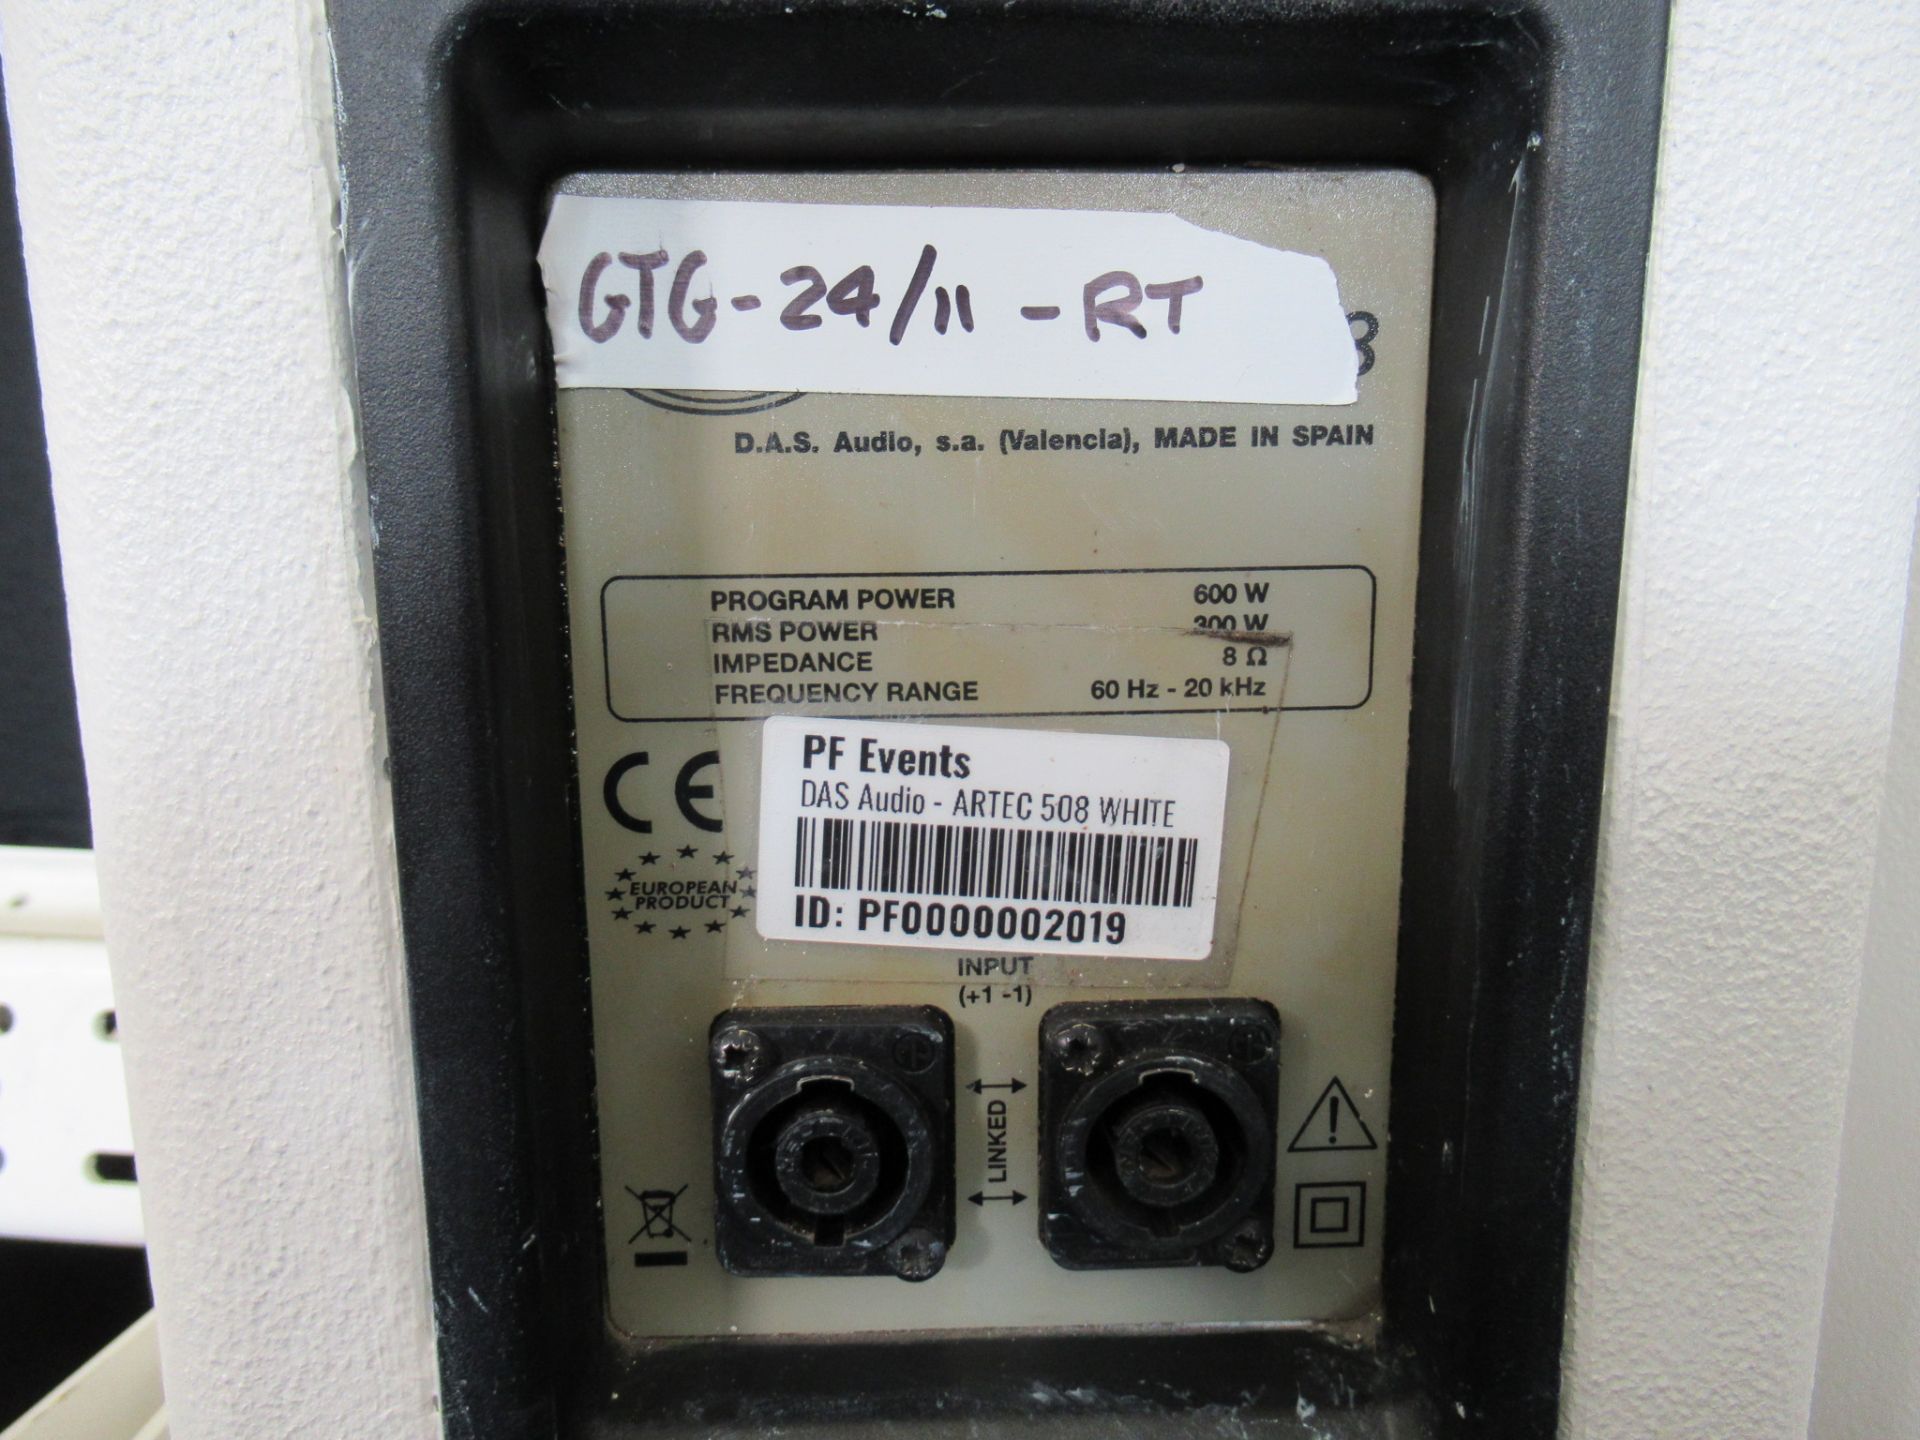 GTG-24/11-RT
8
D.A.S. Audio, s.a. (Valencia), MADE IN SPAIN
PROGRAM POWER 600 W
RMS POWER 300 W
IMPEDANCE 8 Ω
FREQUENCY RANGE 60 Hz - 20 kHz
CE
PF Events
DAS Audio - ARTEC 508 WHITE
ID: PF0000002019
EUROPEAN
PRODUCT
INPUT
(+1 -1)
LINKED